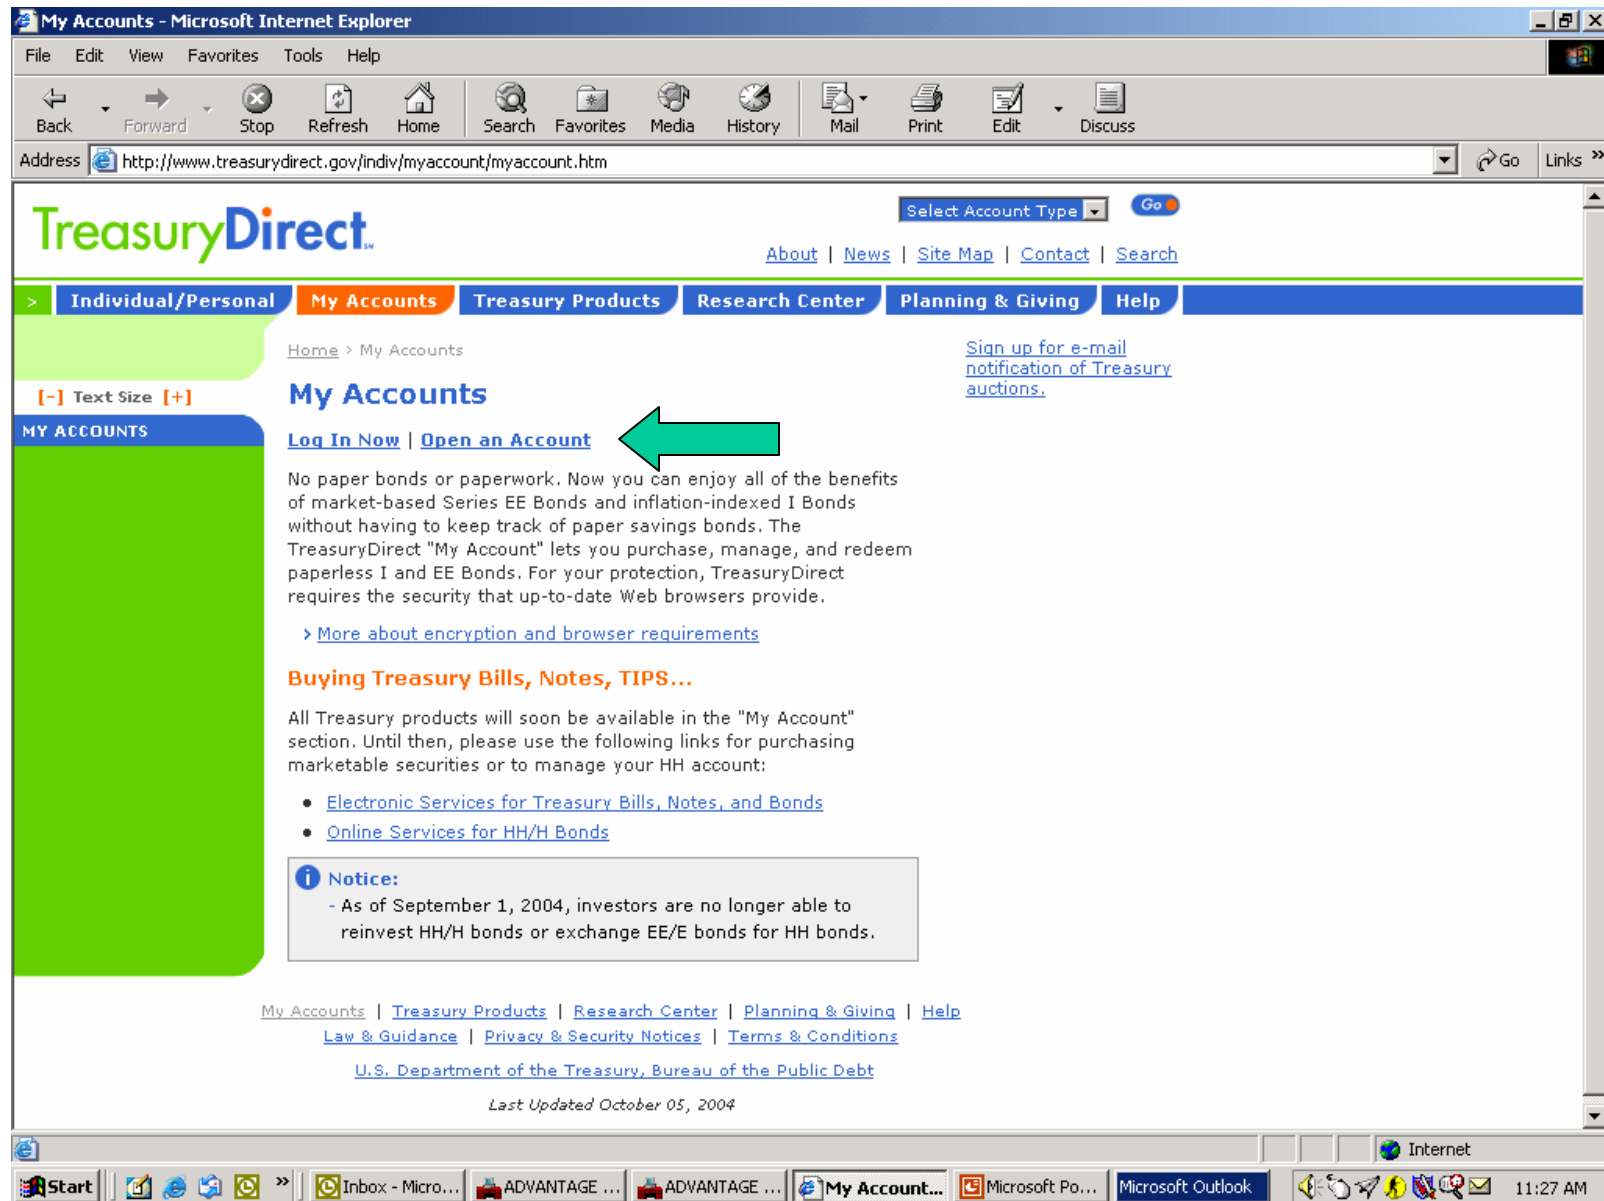 My Accounts - Microsoft Internet Explorer
File Edit View Favorites Tools Help
Back Forward Stop Refresh Home Search Favorites Media History Mail Print Edit Discuss
Address http://www.treasurydirect.gov/indiv/myaccount/myaccount.htm Go Links »
TreasuryDirect SM
Select Account Type Go
About | News | Site Map | Contact | Search
> Individual/Personal My Accounts Treasury Products Research Center Planning & Giving Help
Home > My Accounts
Sign up for e-mail
notification of Treasury
auctions.
[-] Text Size [+]
MY ACCOUNTS
My Accounts
Log In Now | Open an Account
No paper bonds or paperwork. Now you can enjoy all of the benefits
of market-based Series EE Bonds and inflation-indexed I Bonds
without having to keep track of paper savings bonds. The
TreasuryDirect "My Account" lets you purchase, manage, and redeem
paperless I and EE Bonds. For your protection, TreasuryDirect
requires the security that up-to-date Web browsers provide.
> More about encryption and browser requirements
Buying Treasury Bills, Notes, TIPS...
All Treasury products will soon be available in the "My Account"
section. Until then, please use the following links for purchasing
marketable securities or to manage your HH account:
• Electronic Services for Treasury Bills, Notes, and Bonds
• Online Services for HH/H Bonds
i Notice:
- As of September 1, 2004, investors are no longer able to
reinvest HH/H bonds or exchange EE/E bonds for HH bonds.
My Accounts | Treasury Products | Research Center | Planning & Giving | Help
Law & Guidance | Privacy & Security Notices | Terms & Conditions
U.S. Department of the Treasury, Bureau of the Public Debt
Last Updated October 05, 2004
Internet
Start » Inbox - Micro... ADVANTAGE ... ADVANTAGE ... My Account... Microsoft Po... Microsoft Outlook 11:27 AM